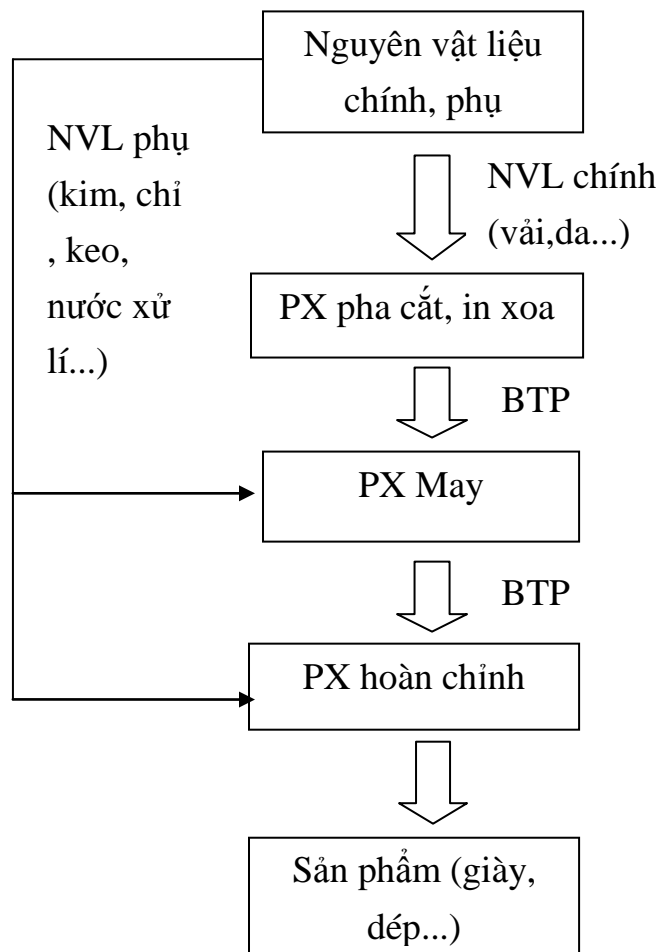 Nguyên vật liệu
chính, phụ
NVL phụ
(kim, chỉ
, keo,
nước xử
lí...)
NVL chính
(vải,da...)
PX pha cắt, in xoa
BTP
PX May
BTP
PX hoàn chỉnh
Sản phẩm (giày,
dép...)